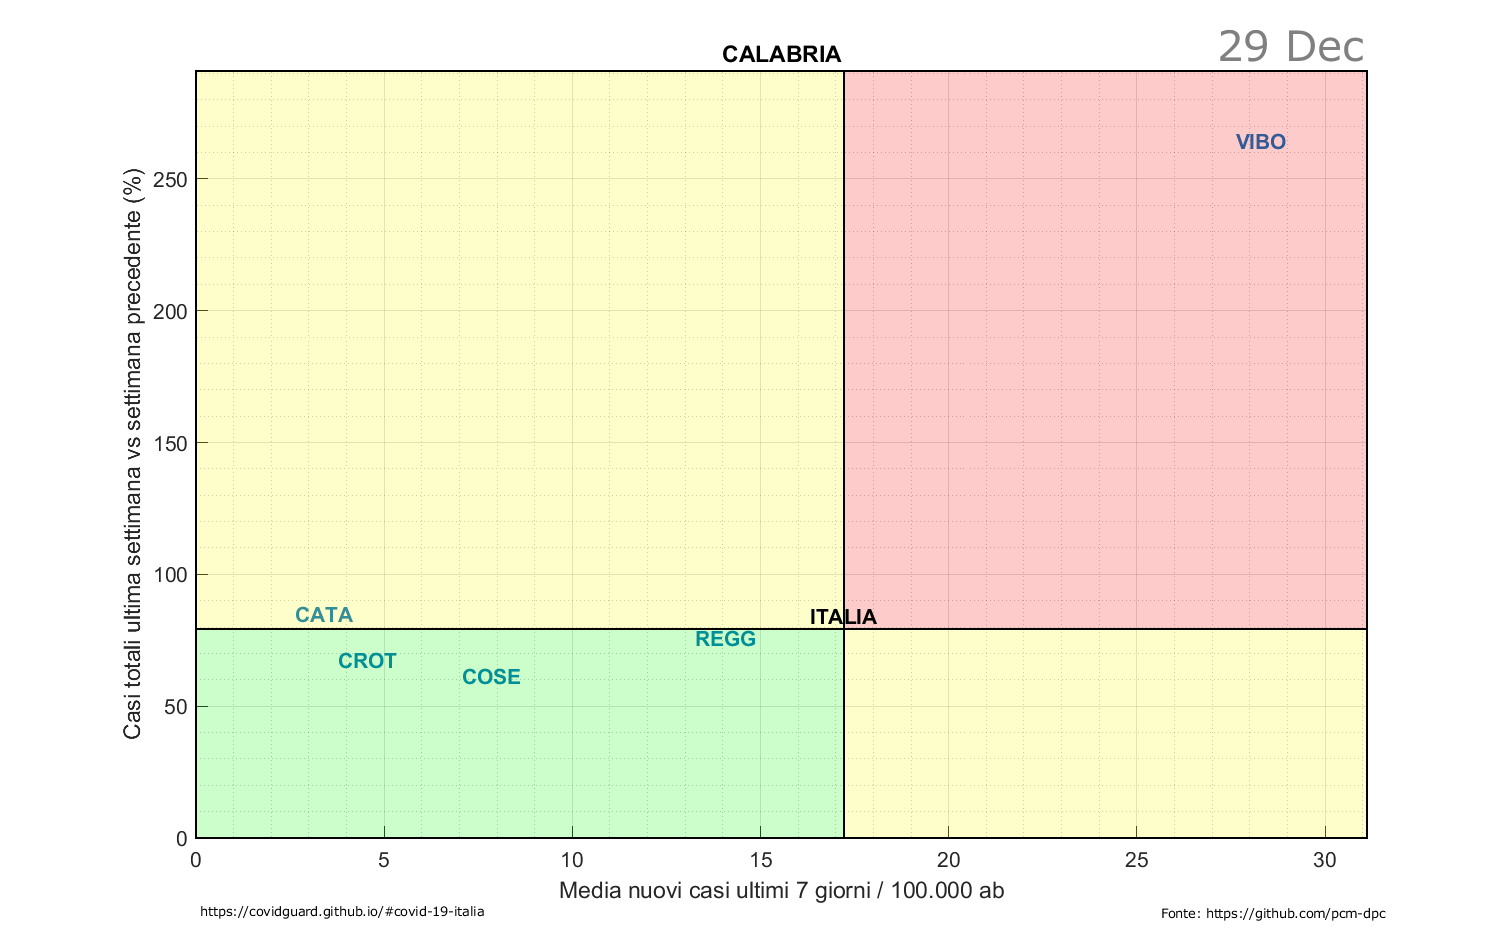 CALABRIA
29 Dec
Casi totali ultima settimana vs settimana precedente (%)
250
200
150
100
50
0
VIBO
CATA
ITALIA
REGG
CROT
COSE
0 5 10 15 20 25 30
Media nuovi casi ultimi 7 giorni / 100.000 ab
https://covidguard.github.io/#covid-19-italia
Fonte: https://github.com/pcm-dpc